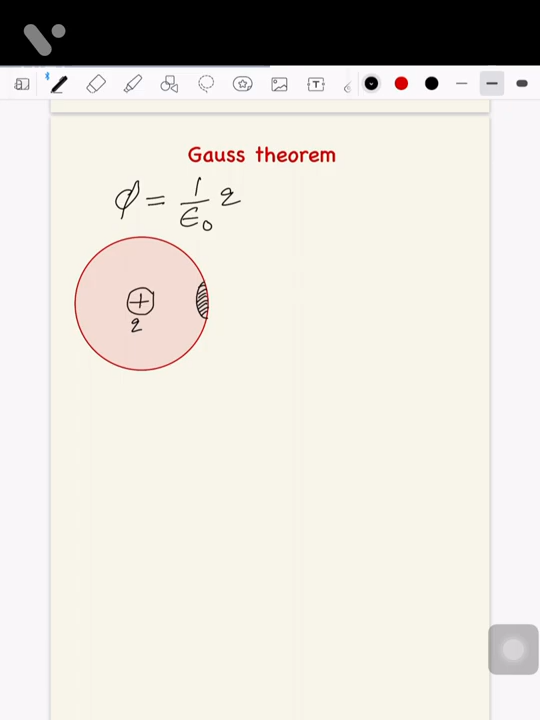 Gauss theorem
ϕ = 1/ε₀ q
+
q